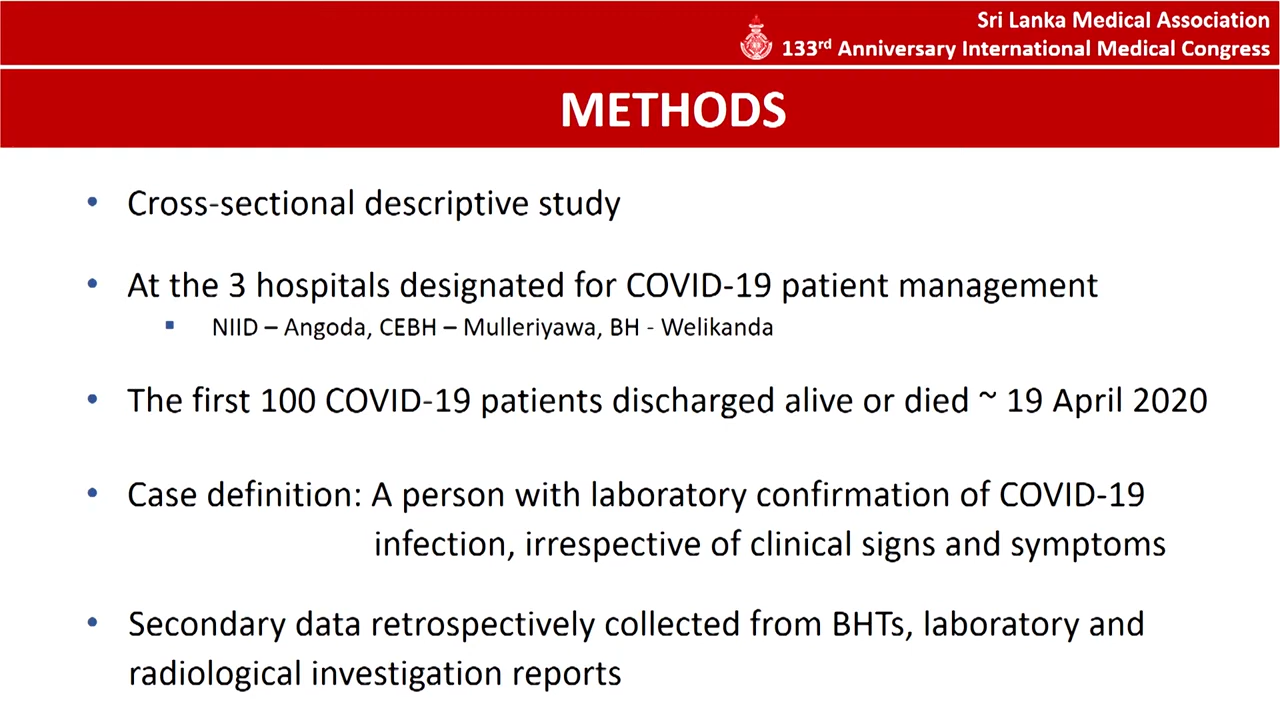 Sri Lanka Medical Association
133rd Anniversary International Medical Congress
METHODS
• Cross-sectional descriptive study
• At the 3 hospitals designated for COVID-19 patient management
▪ NIID – Angoda, CEBH – Mulleriyawa, BH - Welikanda
• The first 100 COVID-19 patients discharged alive or died ~ 19 April 2020
• Case definition: A person with laboratory confirmation of COVID-19
infection, irrespective of clinical signs and symptoms
• Secondary data retrospectively collected from BHTs, laboratory and
radiological investigation reports